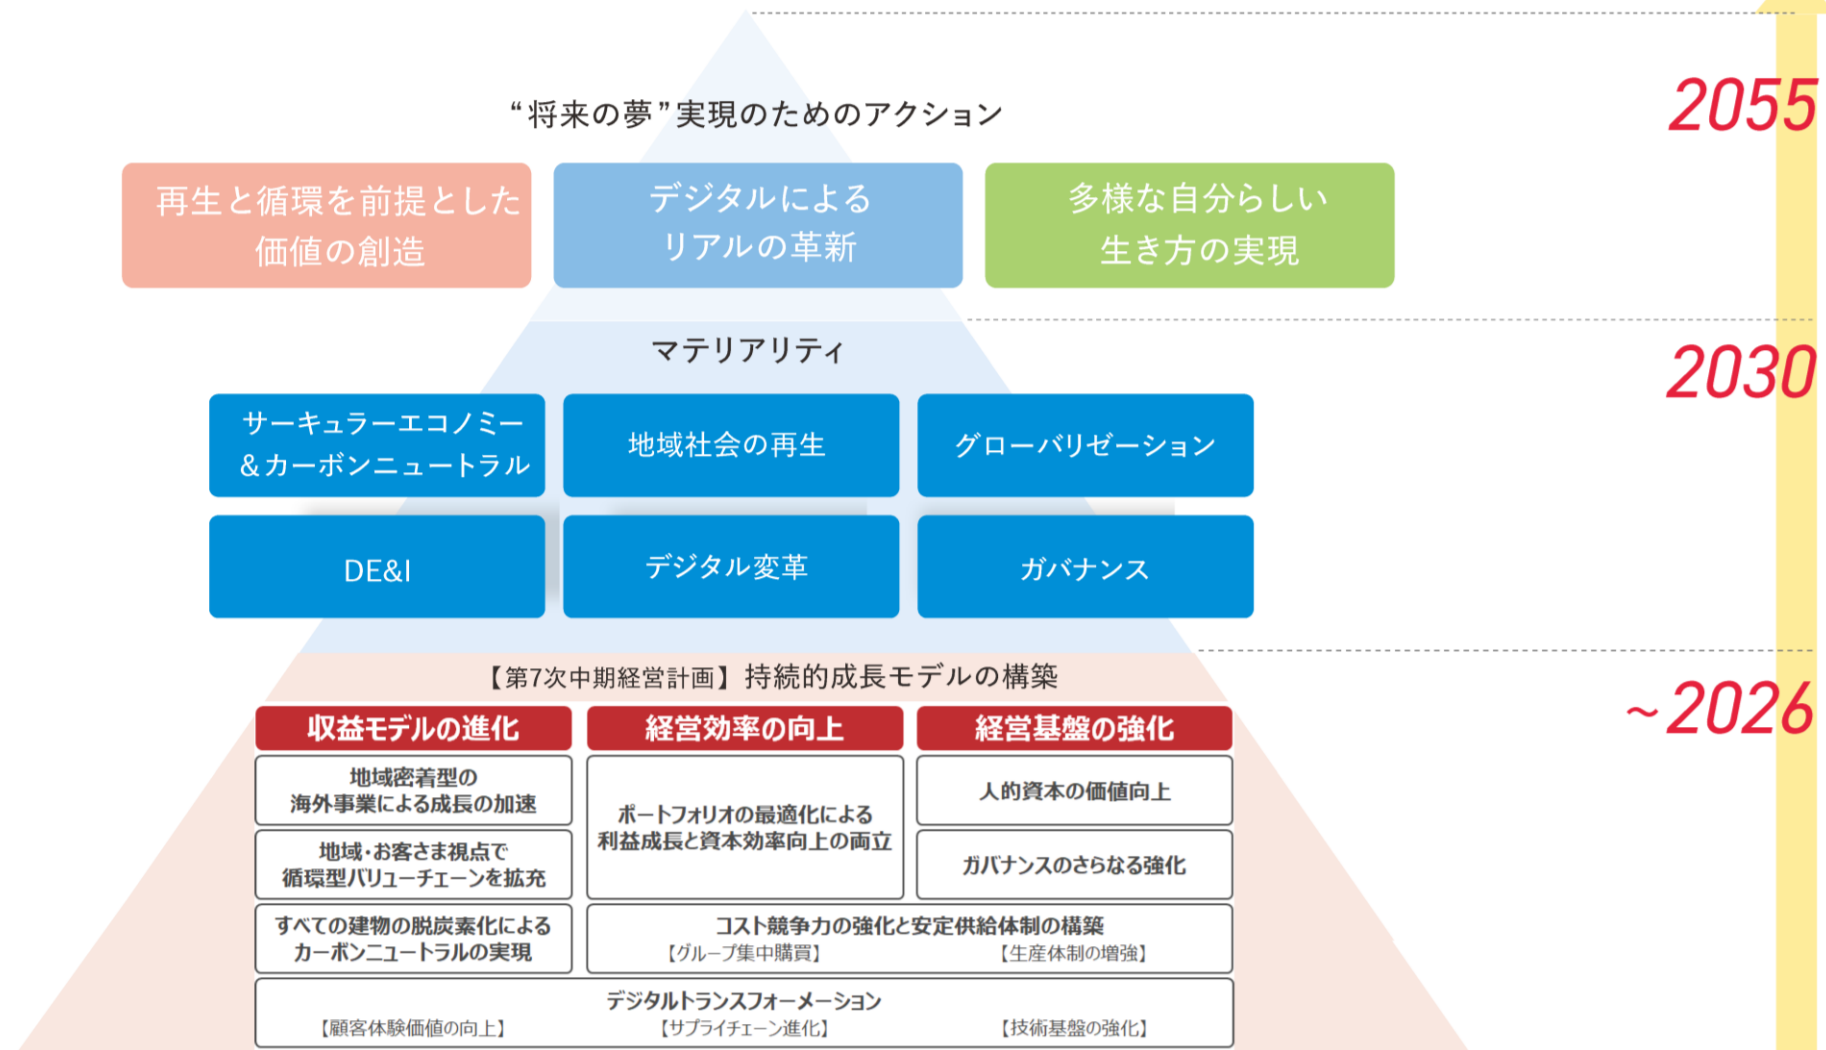 2055
“将来の夢”実現のためのアクション
再生と循環を前提とした
価値の創造
デジタルによる
リアルの革新
多様な自分らしい
生き方の実現
2030
マテリアリティ
サーキュラーエコノミー
&カーボンニュートラル
地域社会の再生
グローバリゼーション
DE&I
デジタル変革
ガバナンス
~2026
【第7次中期経営計画】持続的成長モデルの構築
収益モデルの進化
地域密着型の
海外事業による成長の加速
地域・お客さま視点で
循環型バリューチェーンを拡充
すべての建物の脱炭素化による
カーボンニュートラルの実現
経営効率の向上
ポートフォリオの最適化による
利益成長と資本効率向上の両立
経営基盤の強化
人的資本の価値向上
ガバナンスのさらなる強化
コスト競争力の強化と安定供給体制の構築
【グループ集中購買】 【生産体制の増強】
デジタルトランスフォーメーション
【顧客体験価値の向上】 【サプライチェーン進化】 【技術基盤の強化】